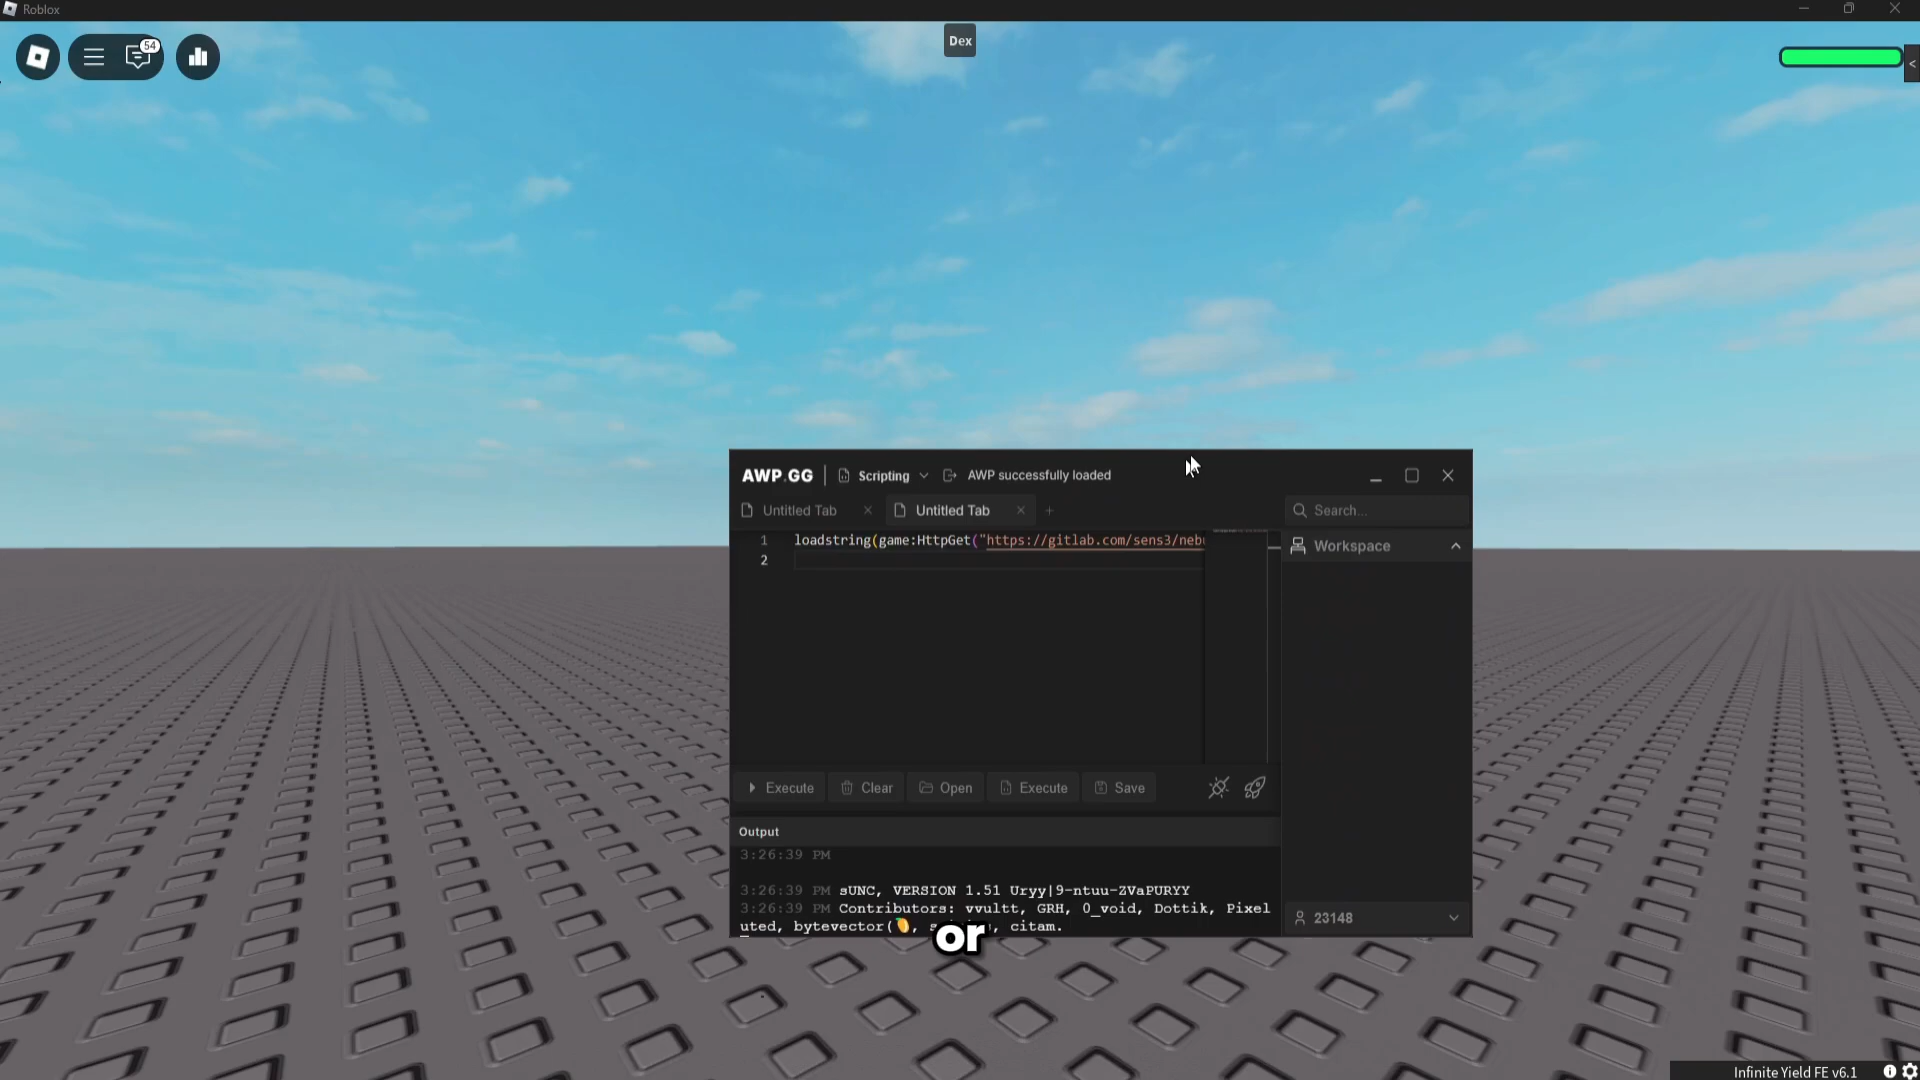 Roblox
54
Dex
<
AWP.GG
Scripting
AWP successfully loaded
Untitled Tab
Untitled Tab
Search...
1 loadstring(game:HttpGet("https://gitlab.com/sens3/neb
2
Workspace
Execute
Clear
Open
Execute
Save
Output
3:26:39 PM
3:26:39 PM sUNC, VERSION 1.51 Uryy|9-ntuu-ZVaPURYY
3:26:39 PM Contributors: vvultt, GRH, 0_void, Dottik, Pixel
uted, bytevector(🥭, citam.
23148
or
Infinite Yield FE v6.1